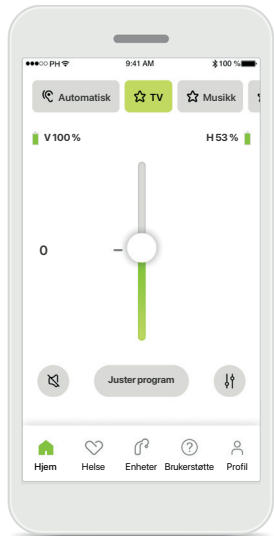 PH 9:41 AM 100 %
Automatisk TV Musikk
V 100 % H 53 %
0
Juster program
Hjem Helse Enheter Brukerstøtte Profil